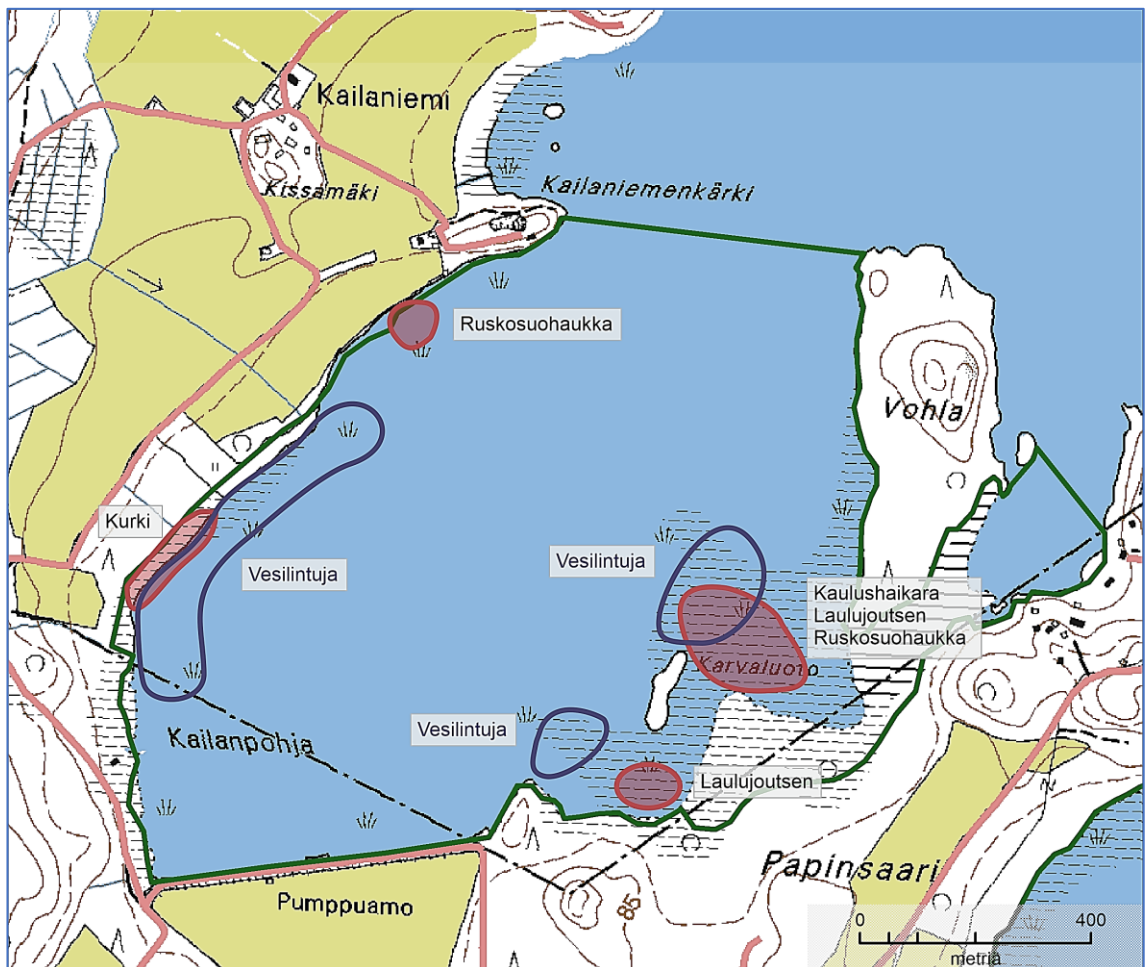 Kailaniemi
Kissamäki
Kailaniemenkärki
Ruskosuohaukka
Vohla
Kurki
Vesilintuja
Vesilintuja
Kaulushaikara
Laulujoutsen
Ruskosuohaukka
Karvaluoto
Vesilintuja
Kailanpohja
Laulujoutsen
Papinsaari
Pumppuamo
85
0 400
metriä